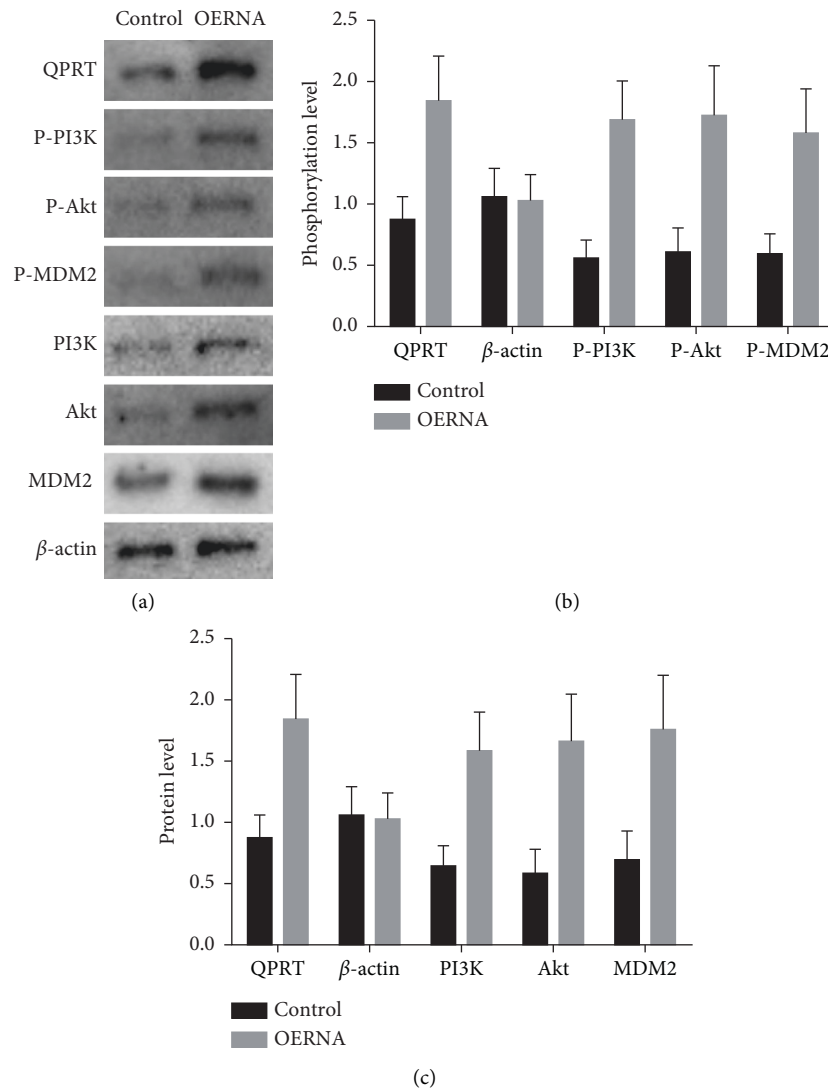 Control OERNA
QPRT
P-PI3K
P-Akt
P-MDM2
PI3K
Akt
MDM2
β-actin
(a)
Phosphorylation level
2.5
2.0
1.5
1.0
0.5
0.0
QPRT β-actin P-PI3K P-Akt P-MDM2
Control
OERNA
(b)
Protein level
2.5
2.0
1.5
1.0
0.5
0.0
QPRT β-actin PI3K Akt MDM2
Control
OERNA
(c)